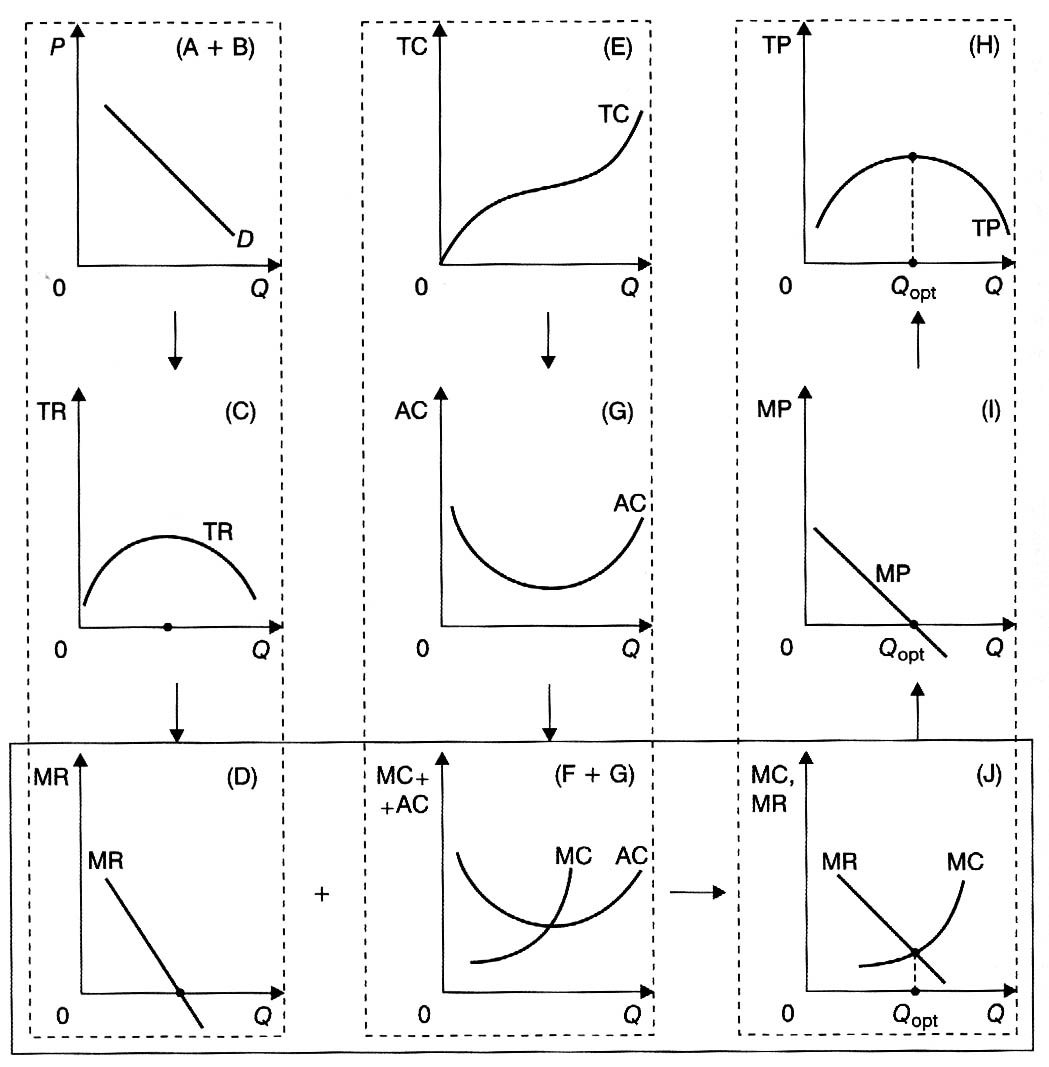 P (A + B)
D
0 Q
TC (E)
TC
0 Q
TP (H)
TP
0 Qopt Q
TR (C)
TR
0 Q
AC (G)
AC
0 Q
MP (I)
MP
0 Qopt Q
MR (D)
MR
0 Q
+
MC+ (F + G)
+AC
MC AC
0 Q
MC, (J)
MR
MR MC
0 Qopt Q